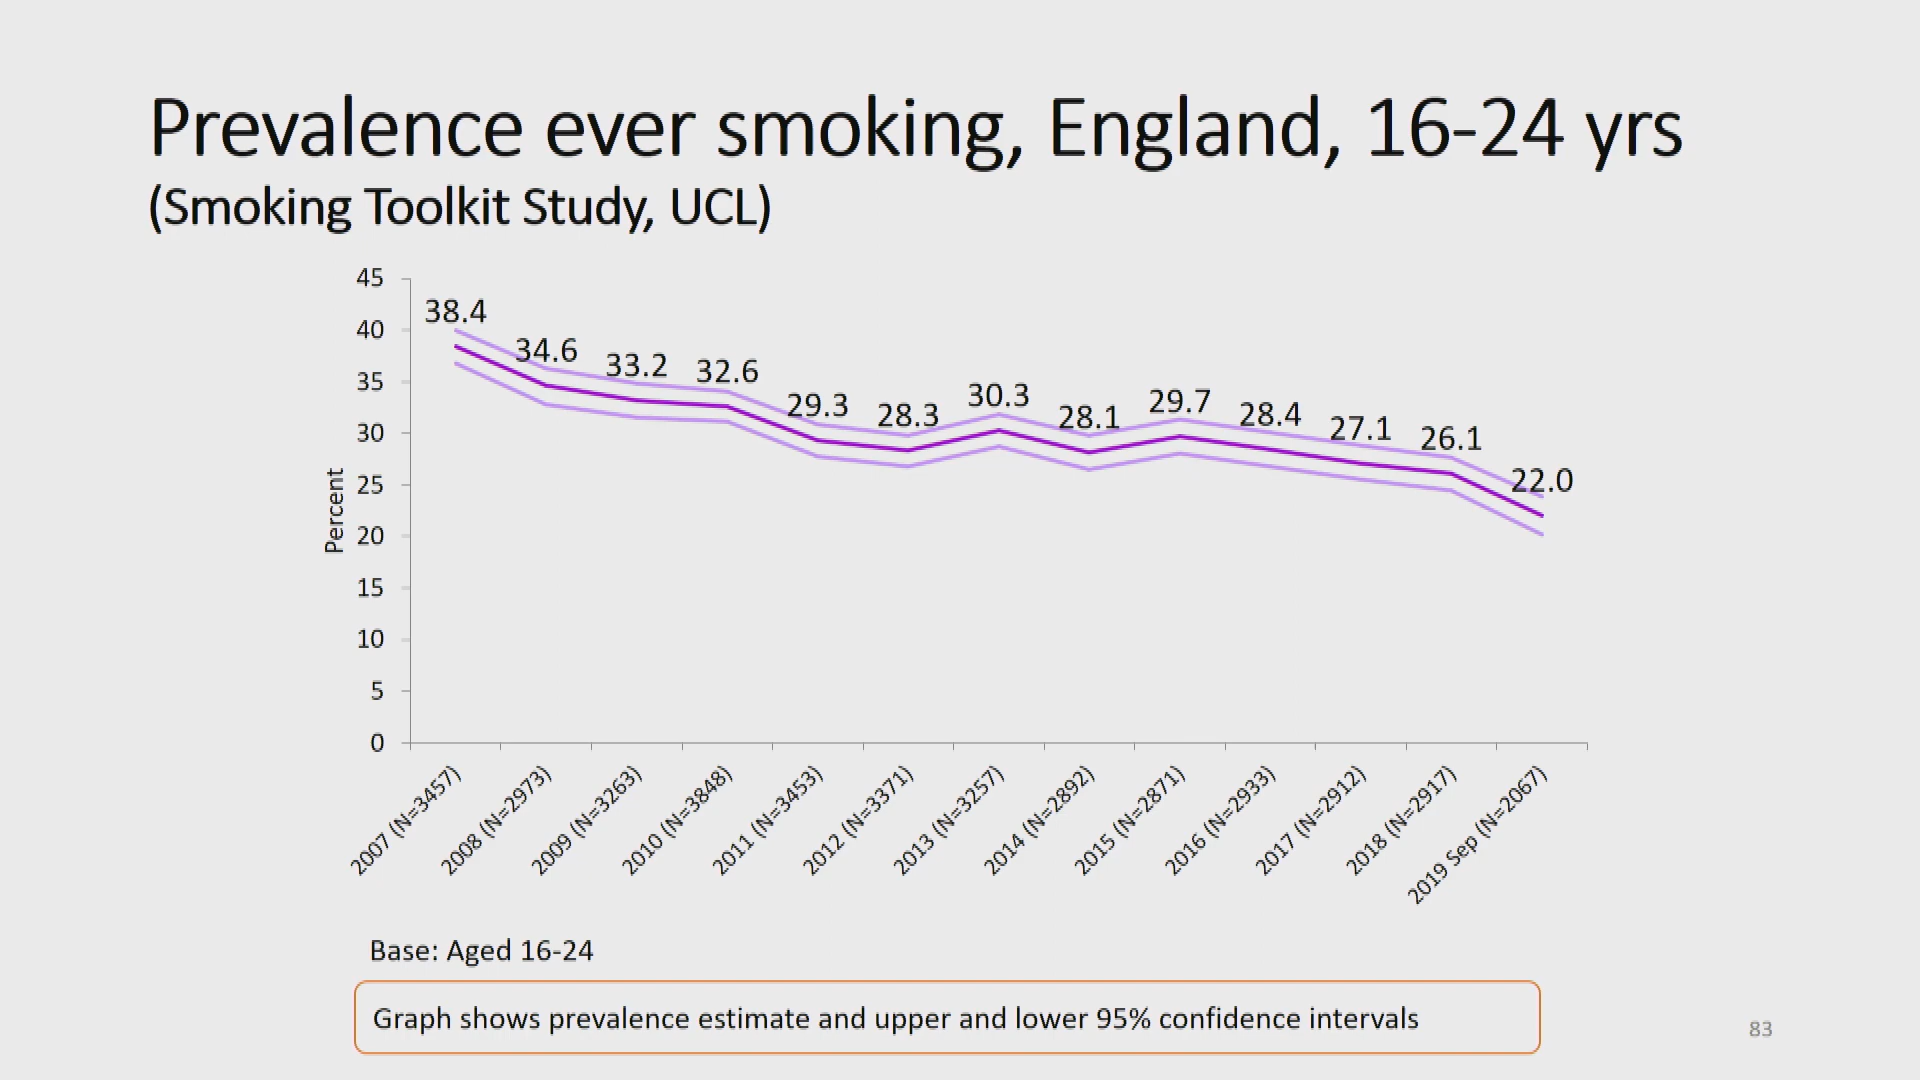 Prevalence ever smoking, England, 16-24 yrs
(Smoking Toolkit Study, UCL)
Percent
45
40
35
30
25
20
15
10
5
0
38.4
34.6
33.2
32.6
29.3
28.3
30.3
28.1
29.7
28.4
27.1
26.1
22.0
2007 (N=3457)
2008 (N=2973)
2009 (N=3263)
2010 (N=3848)
2011 (N=3453)
2012 (N=3371)
2013 (N=3257)
2014 (N=2892)
2015 (N=2871)
2016 (N=2933)
2017 (N=2912)
2018 (N=2917)
2019 Sep (N=2067)
Base: Aged 16-24
Graph shows prevalence estimate and upper and lower 95% confidence intervals
83